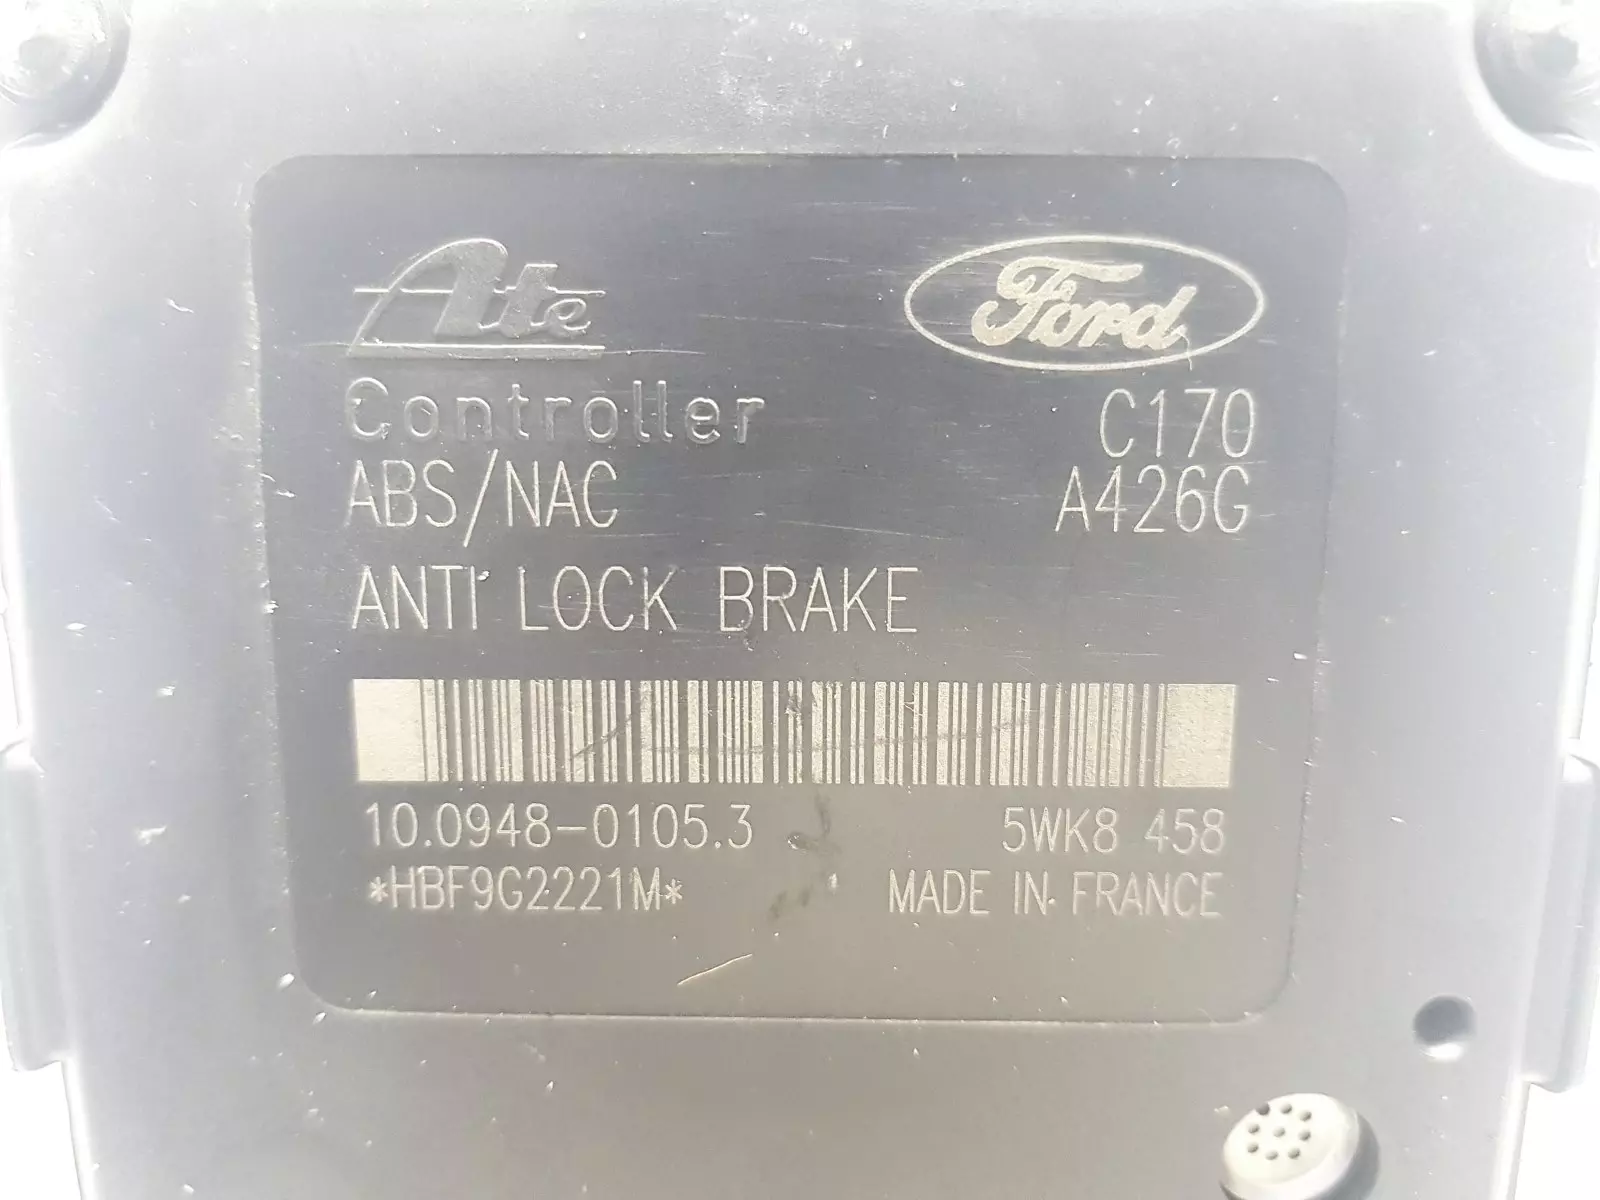 Ate Ford
Controller C170
ABS/NAC A426G
ANTI LOCK BRAKE
10.0948-0105.3 5WK8 458
*HBF9G2221M* MADE IN FRANCE